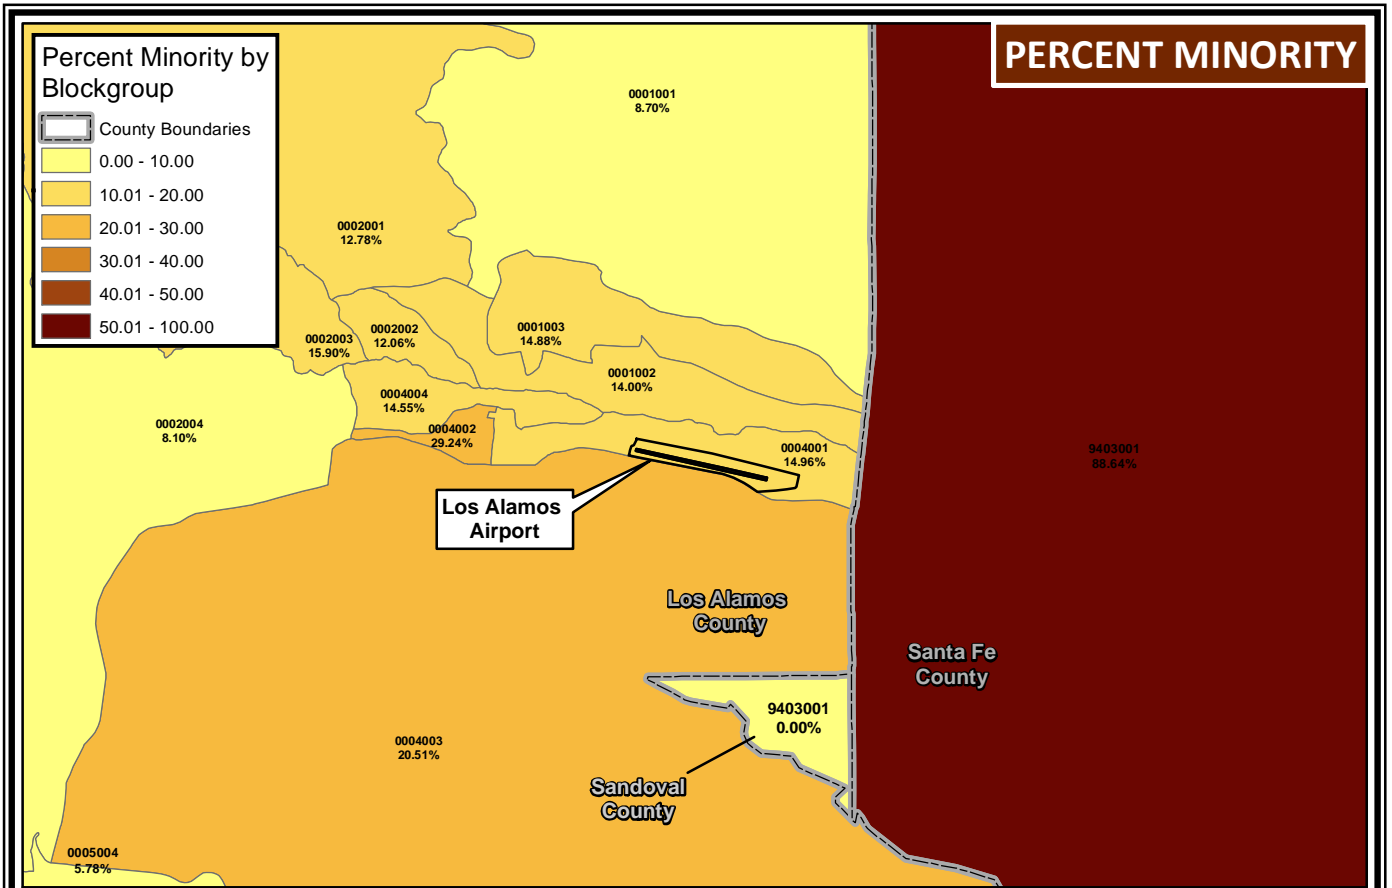 PERCENT MINORITY
Percent Minority by
Blockgroup
County Boundaries
0.00 - 10.00
10.01 - 20.00
20.01 - 30.00
30.01 - 40.00
40.01 - 50.00
50.01 - 100.00
0001001
8.70%
0002001
12.78%
0002003
15.90%
0002002
12.06%
0001003
14.88%
0001002
14.00%
0004004
14.55%
0002004
8.10%
0004002
29.24%
0004001
14.96%
9403001
88.64%
Los Alamos
Airport
Los Alamos
County
Santa Fe
County
9403001
0.00%
0004003
20.51%
Sandoval
County
0005004
5.78%